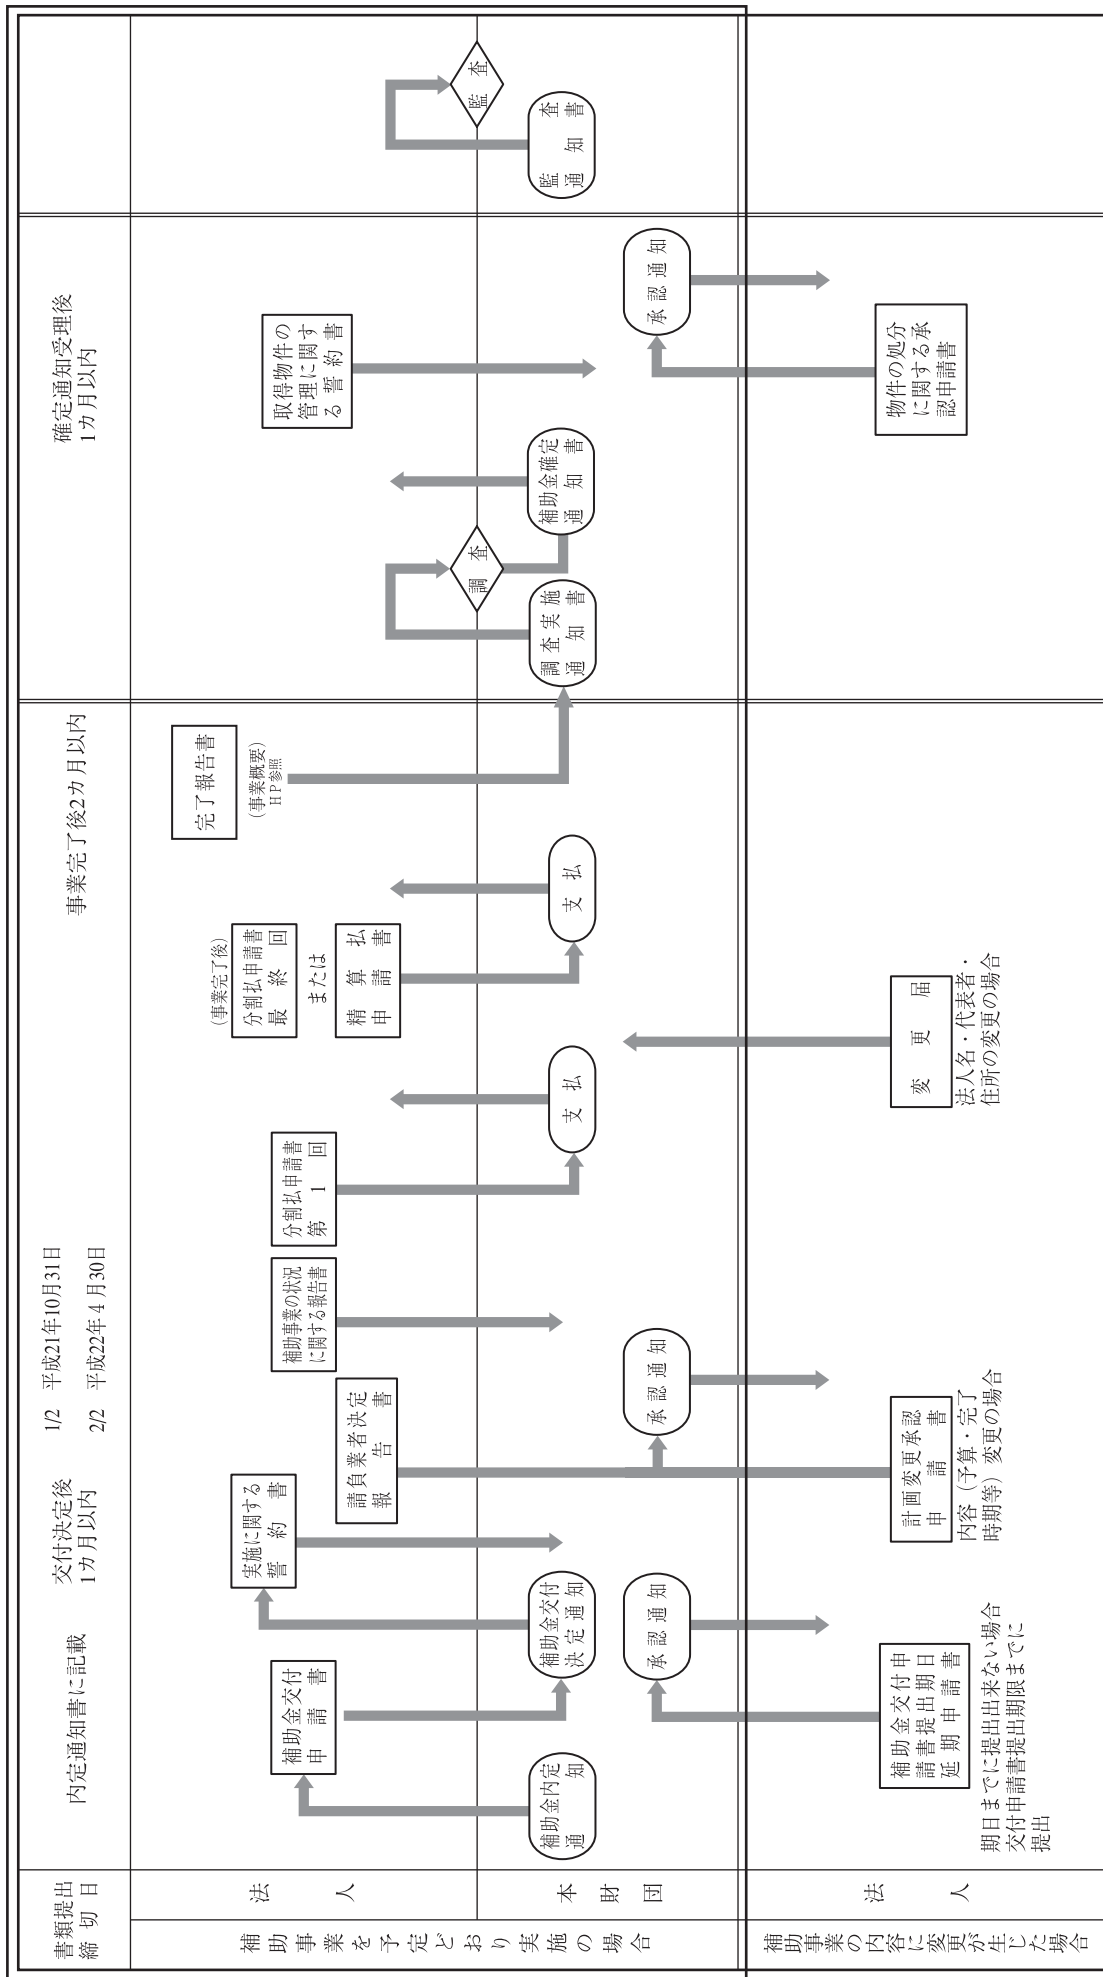 書類提出
締切日
内定通知書に記載
交付決定後
1カ月以内
1/2 平成21年10月31日
2/2 平成22年4月30日
事業完了後2カ月以内
確定通知受理後
1カ月以内
補助事業を予定どおり実施の場合
法人
補助金交付
申請書
実施に関する
誓約書
請負業者決定
報告書
補助事業の状況
に関する報告書
分割払申請書
第1回
(事業完了後)
分割払申請書
最終回
または
精算払
申請書
完了報告書
(事業概要)
HP参照
取得物件の
管理に関す
る誓約書
本財団
補助金内定
通知
補助金交付
決定通知
支払
支払
調査実施
通知書
調査
補助金確定
通知書
監査
通知書
監査
承認通知
承認通知
承認通知
補助事業の内容に変更が生じた場合
法人
補助金交付申
請書提出期日
延期申請書
期日までに提出出来ない場合
交付申請書提出期限までに
提出
計画変更承認
申請書
内容(予算・完了
時期等)変更の場合
変更届
法人名・代表者・
住所の変更の場合
物件の処分
に関する承
認申請書